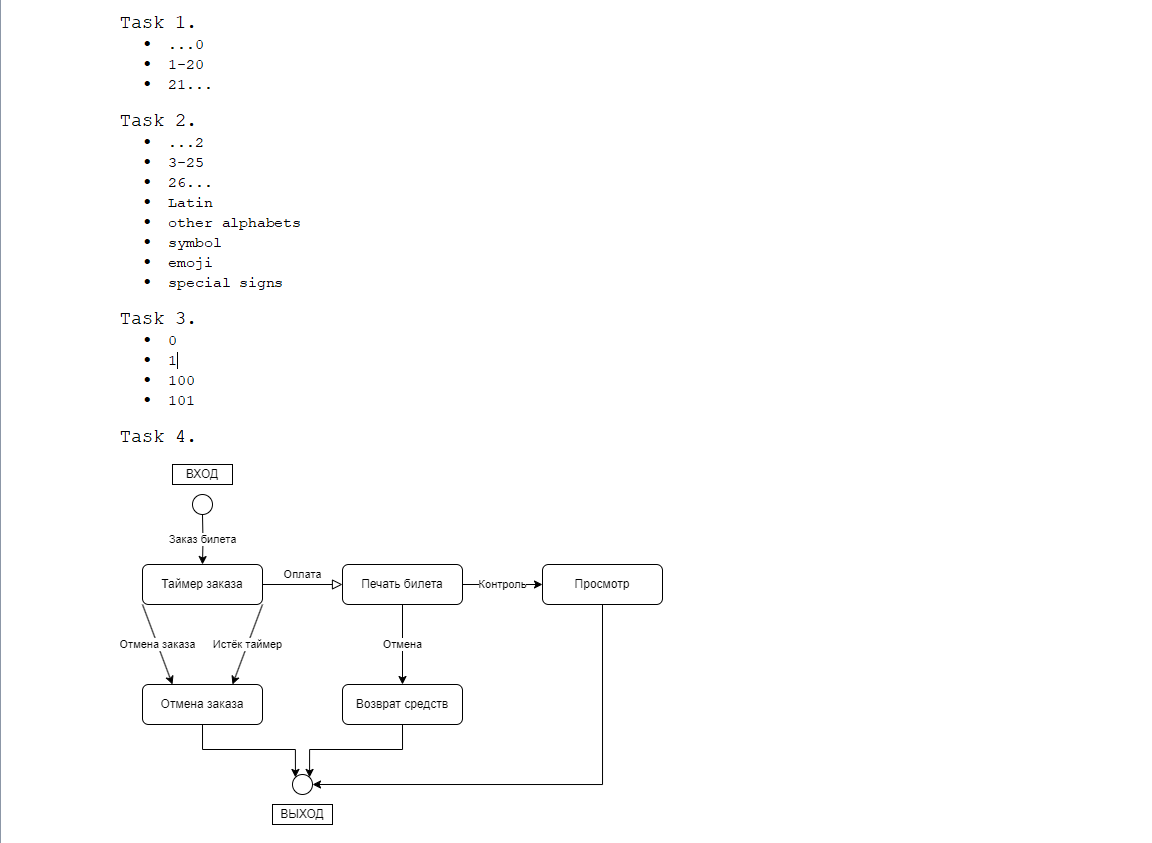 Task 1.
...0
1-20
21...
Task 2.
...2
3-25
26...
Latin
other alphabets
symbol
emoji
special signs
Task 3.
0
1
100
101
Task 4.
ВХОД
Заказ билета
Таймер заказа
Оплата
Печать билета
Контроль
Просмотр
Отмена заказа
Истёк таймер
Отмена
Отмена заказа
Возврат средств
ВЫХОД